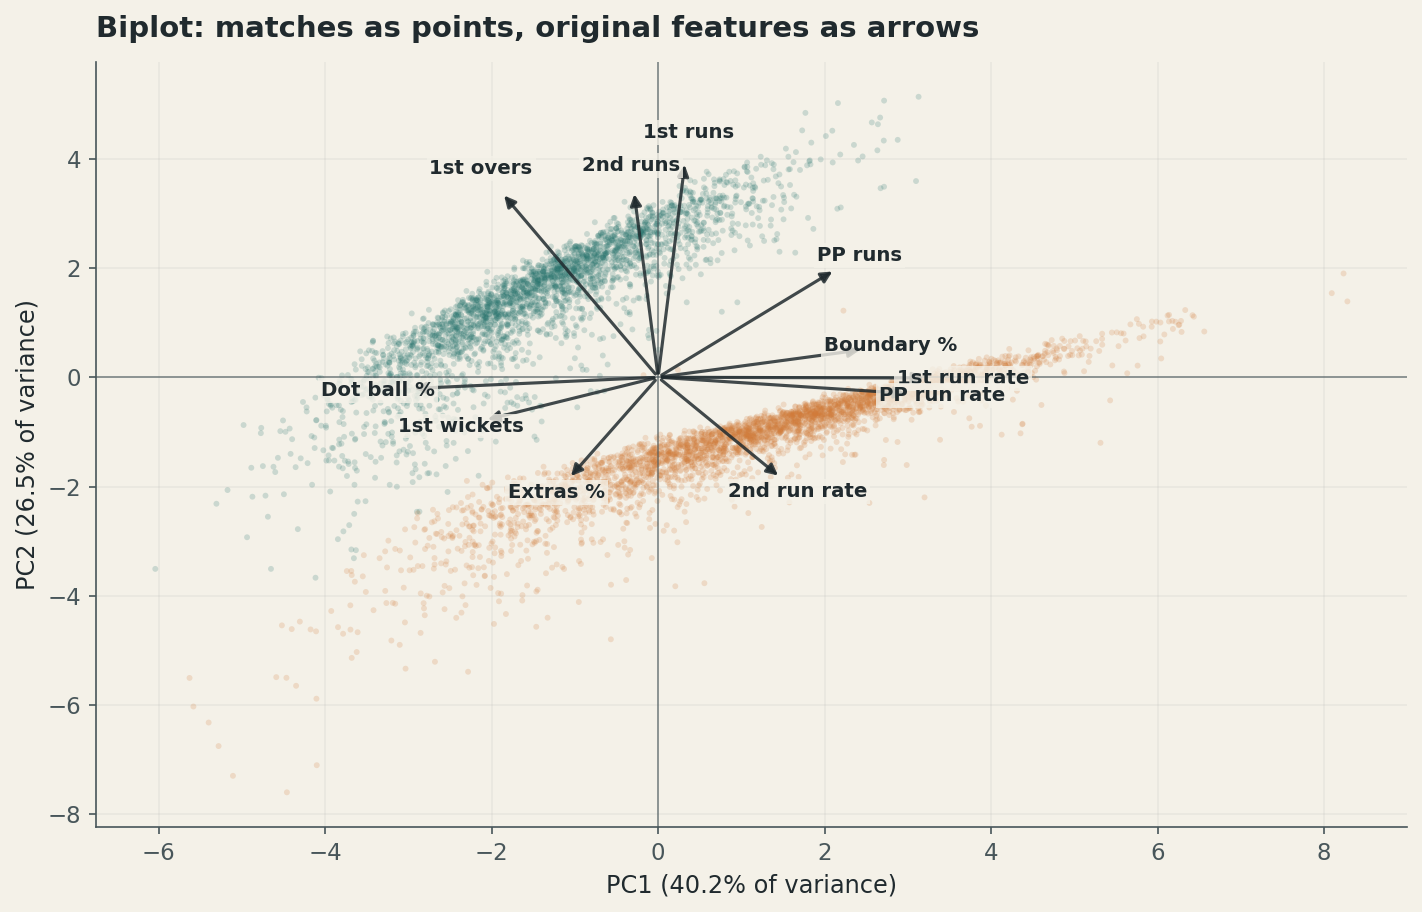 Biplot: matches as points, original features as arrows
1st runs
1st overs
2nd runs
PP runs
Boundary %
1st run rate
PP run rate
Dot ball %
1st wickets
Extras %
2nd run rate
4
2
0
−2
−4
−6
−8
PC2 (26.5% of variance)
−6 −4 −2 0 2 4 6 8
PC1 (40.2% of variance)